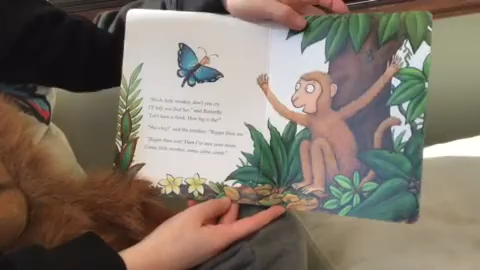 "Hush, little monkey, don't you cry.
I'll help you find her," said Butterfly.
"Let's have a think. How big is she?"
"She's big!" said the monkey. "Bigger than me."
"Bigger than you? Then I've seen your mum.
Come, little monkey, come, come, come."